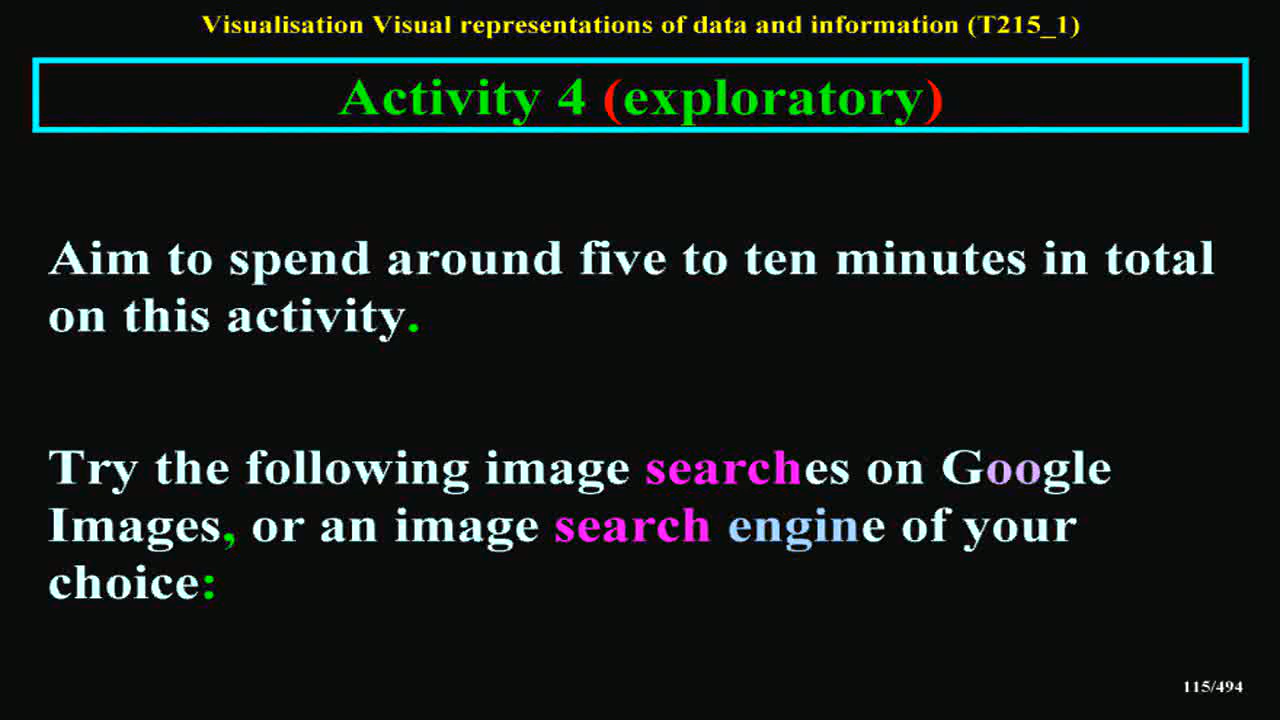 Visualisation Visual representations of data and information (T215_1)
Activity 4 (exploratory)
Aim to spend around five to ten minutes in total
on this activity.
Try the following image searches on Google
Images, or an image search engine of your
choice:
115/494